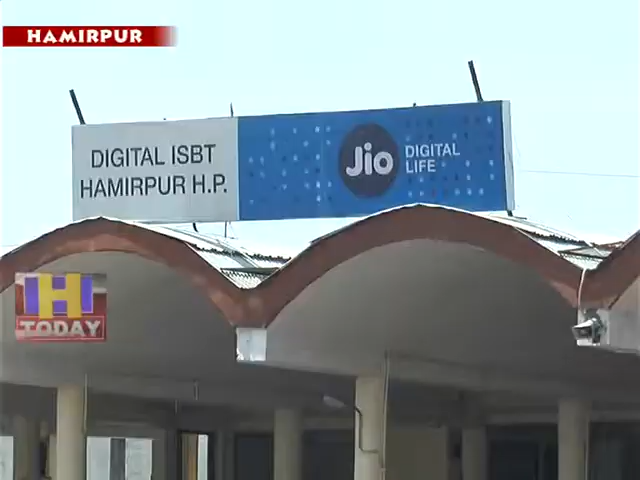 HAMIRPUR
DIGITAL ISBT
HAMIRPUR H.P.
Jio
DIGITAL
LIFE
H
TODAY